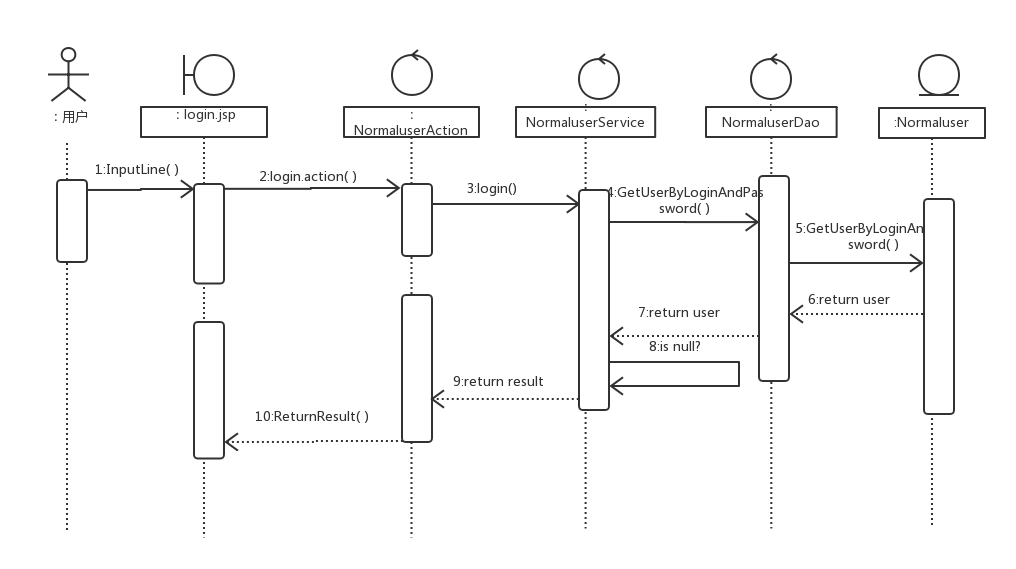 : 用户
: login.jsp
:
NormaluserAction
:
NormaluserService
:
NormaluserDao
:Normaluser
1:InputLine( )
2:login.action( )
3:login()
4:GetUserByLoginAndPas
sword( )
5:GetUserByLoginAn
sword( )
6:return user
7:return user
8:is null?
9:return result
10:ReturnResult( )